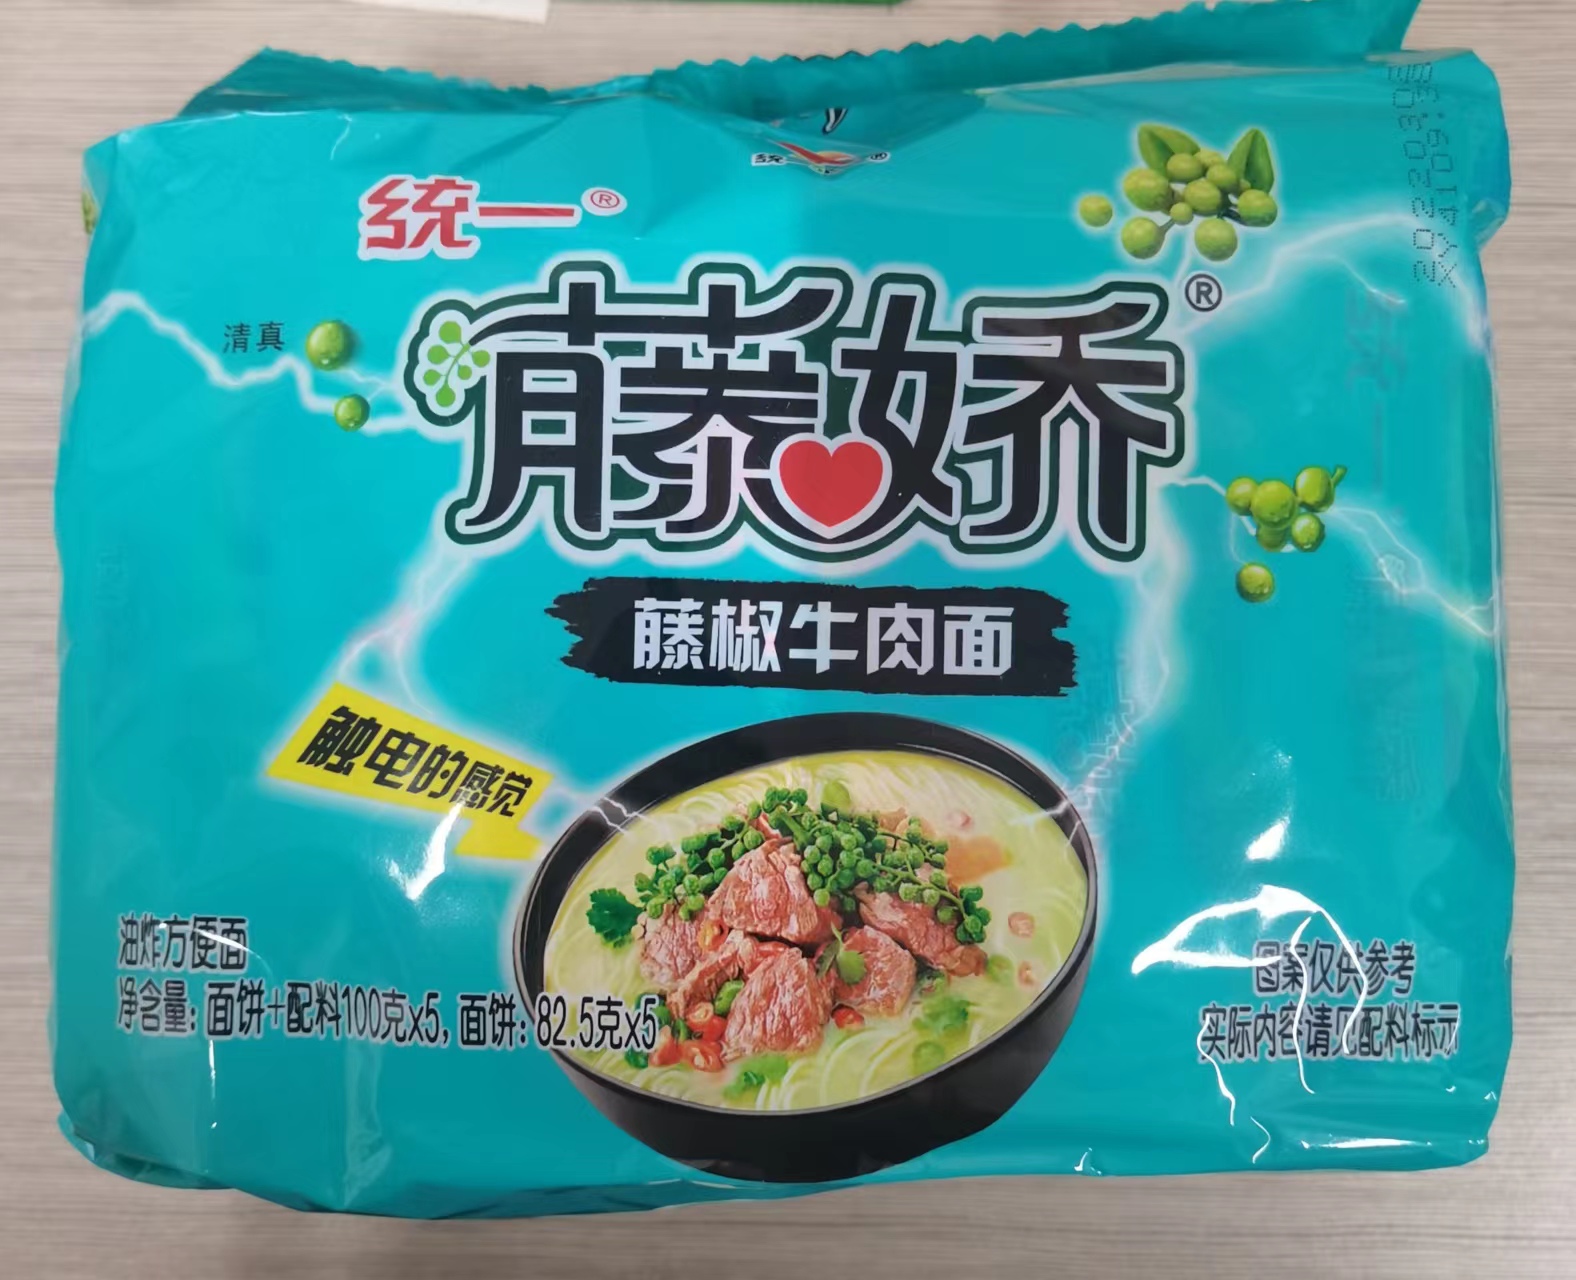 统一®
清真
藤娇®
藤椒牛肉面
触电的感觉
油炸方便面
净含量: 面饼+配料100克x5, 面饼: 82.5克x5
图案仅供参考
实际内容请见配料标示